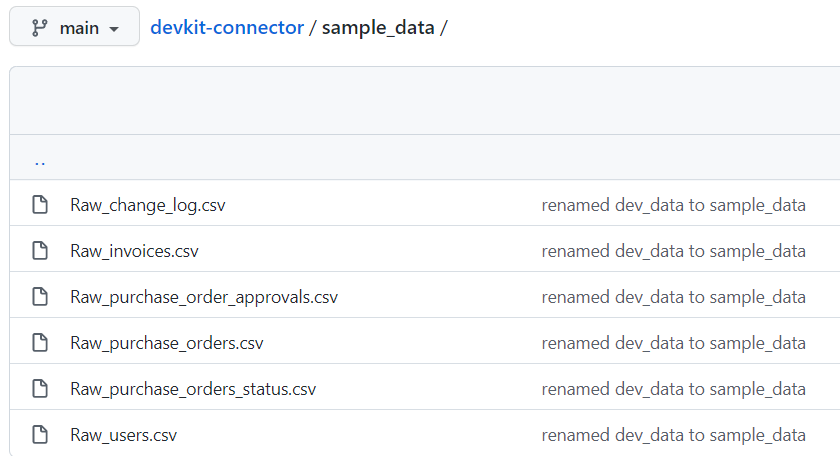 main devkit-connector / sample_data /
..
Raw_change_log.csv renamed dev_data to sample_data
Raw_invoices.csv renamed dev_data to sample_data
Raw_purchase_order_approvals.csv renamed dev_data to sample_data
Raw_purchase_orders.csv renamed dev_data to sample_data
Raw_purchase_orders_status.csv renamed dev_data to sample_data
Raw_users.csv renamed dev_data to sample_data